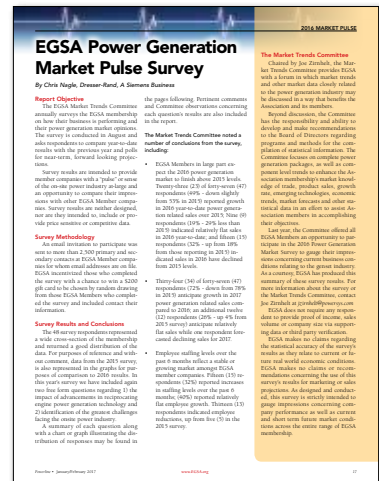 2016 MARKET PULSE
EGSA Power Generation
Market Pulse Survey
By Chris Nagle, Dresser-Rand, A Siemens Business
Report Objective
The EGSA Market Trends Committee
annually surveys the EGSA membership
on how their business is performing and
their power generation market opinions.
The survey is conducted in August and
asks respondents to compare year-to-date
results with the previous year and polls
for near-term, forward looking projec-
tions.
Survey results are intended to provide
member companies with a "pulse" or sense
of the on-site power industry at-large and
an opportunity to compare their impres-
sions with other EGSA Member compa-
nies. Survey results are neither designed,
nor are they intended to, include or pro-
vide price sensitive or competitive data.
Survey Methodology
An email invitation to participate was
sent to more than 2,500 primary and sec-
ondary contacts at EGSA Member compa-
nies for whom email addresses are on file.
EGSA incentivized those who completed
the survey with a chance to win a $200
gift card to be chosen by random drawing
from those EGSA Members who complet-
ed the survey and included contact their
information.
Survey Results and Conclusions
The 48-survey respondents represented
a wide cross-section of the membership
and returned a good distribution of the
data. For purposes of reference and with-
out comment, data from the 2015 survey,
is also represented in the graphs for pur-
poses of comparison to 2016 results. In
this year's survey we have included again
two free form questions regarding 1) the
impact of advancements to reciprocating
engine power generation technology and
2) identification of the greatest challenges
facing the onsite power industry.
A summary of each question along
with a chart or graph illustrating the dis-
tribution of responses may be found in
the pages following. Pertinent comments
and Committee observations concerning
each question's results are also included
in the report.
The Market Trends Committee noted a
number of conclusions from the survey,
including:
• EGSA Members in large part ex-
pect the 2016 power generation
market to finish above 2015 levels.
Twenty-three (23) of forty-seven (47)
respondents (49% - down slightly
from 53% in 2015) reported growth
in 2016 year-to-date power genera-
tion related sales over 2015; Nine (9)
respondents (19% - 29% less than
2015) indicated relatively flat sales
in 2016 year-to-date; and fifteen (15)
respondents (32% - up from 18%
from those reporting in 2015) in-
dicated sales in 2016 have declined
from 2015 levels.
• Thirty-four (34) of forty-seven (47)
respondents (72% - down from 78%
in 2015) anticipate growth in 2017
power generation related sales com-
pared to 2016; an additional twelve
(12) respondents (26% - up 4% from
2015 survey) anticipate relatively
flat sales while one respondent fore-
casted declining sales for 2017.
• Employee staffing levels over the
past 6 months reflect a stable or
growing market amongst EGSA
member companies. Fifteen (15) re-
spondents (32%) reported increases
in staffing levels over the past 6
months; (40%) reported relatively
flat employee growth. Thirteen (13)
respondents indicated employee
reductions, up from five (5) in the
2015 survey.
The Market Trends Committee
Chaired by Joe Zirnhelt, the Mar-
ket Trends Committee provides EGSA
with a forum in which market trends
and other market data closely related
to the power generation industry may
be discussed in a way that benefits the
Association and its members.
Beyond discussion, the Committee
has the responsibility and ability to
develop and make recommendations
to the Board of Directors regarding
programs and methods for the com-
pilation of statistical information. The
Committee focuses on complete power
generation packages, as well as com-
ponent level trends to enhance the As-
sociation membership's market knowl-
edge of trade, product sales, growth
rate, emerging technologies, economic
trends, market forecasts and other sta-
tistical data in an effort to assist As-
sociation members in accomplishing
their objectives.
Last year, the Committee offered all
EGSA Members an opportunity to par-
ticipate in the 2016 Power Generation
Market Survey to gauge their impres-
sions concerning current business con-
ditions relating to the genset industry.
As a courtesy, EGSA has produced this
summary of these survey results. For
more information about the survey or
the Market Trends Committee, contact
Joe Zirnhelt at jzirnhelt@powersys.com.
EGSA does not require any respon-
dent to provide proof of income, sales
volume or company size via support-
ing data or third party verification.
EGSA makes no claims regarding
the statistical accuracy of the survey's
results as they relate to current or fu-
ture real world economic conditions.
EGSA makes no claims or recom-
mendations concerning the use of this
survey's results for marketing or sales
projections. As designed and conduct-
ed, this survey is strictly intended to
gauge impressions concerning com-
pany performance as well as current
and short term future market condi-
tions across the entire range of EGSA
membership.
Powerline • January/February 2017
www.EGSA.org
17